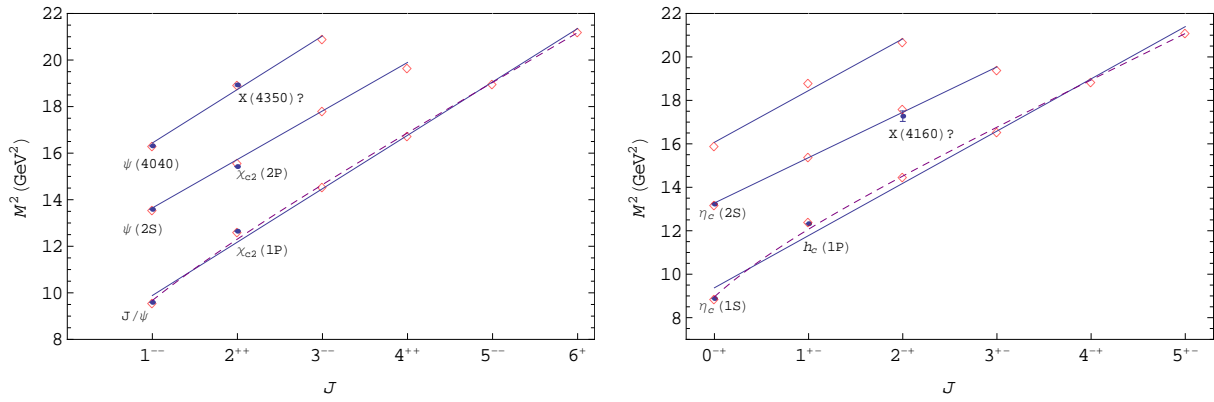 22
20
18
16
14
12
10
8
M² (GeV²)
X(4350)?
ψ(4040)
χc2(2P)
ψ(2S)
χc2(1P)
J/ψ
1⁻⁻ 2⁺⁺ 3⁻⁻ 4⁺⁺ 5⁻⁻ 6⁺
J
22
20
18
16
14
12
10
8
M² (GeV²)
X(4160)?
ηc(2S)
hc(1P)
ηc(1S)
0⁻⁺ 1⁺⁻ 2⁻⁺ 3⁺⁻ 4⁻⁺ 5⁺⁻
J